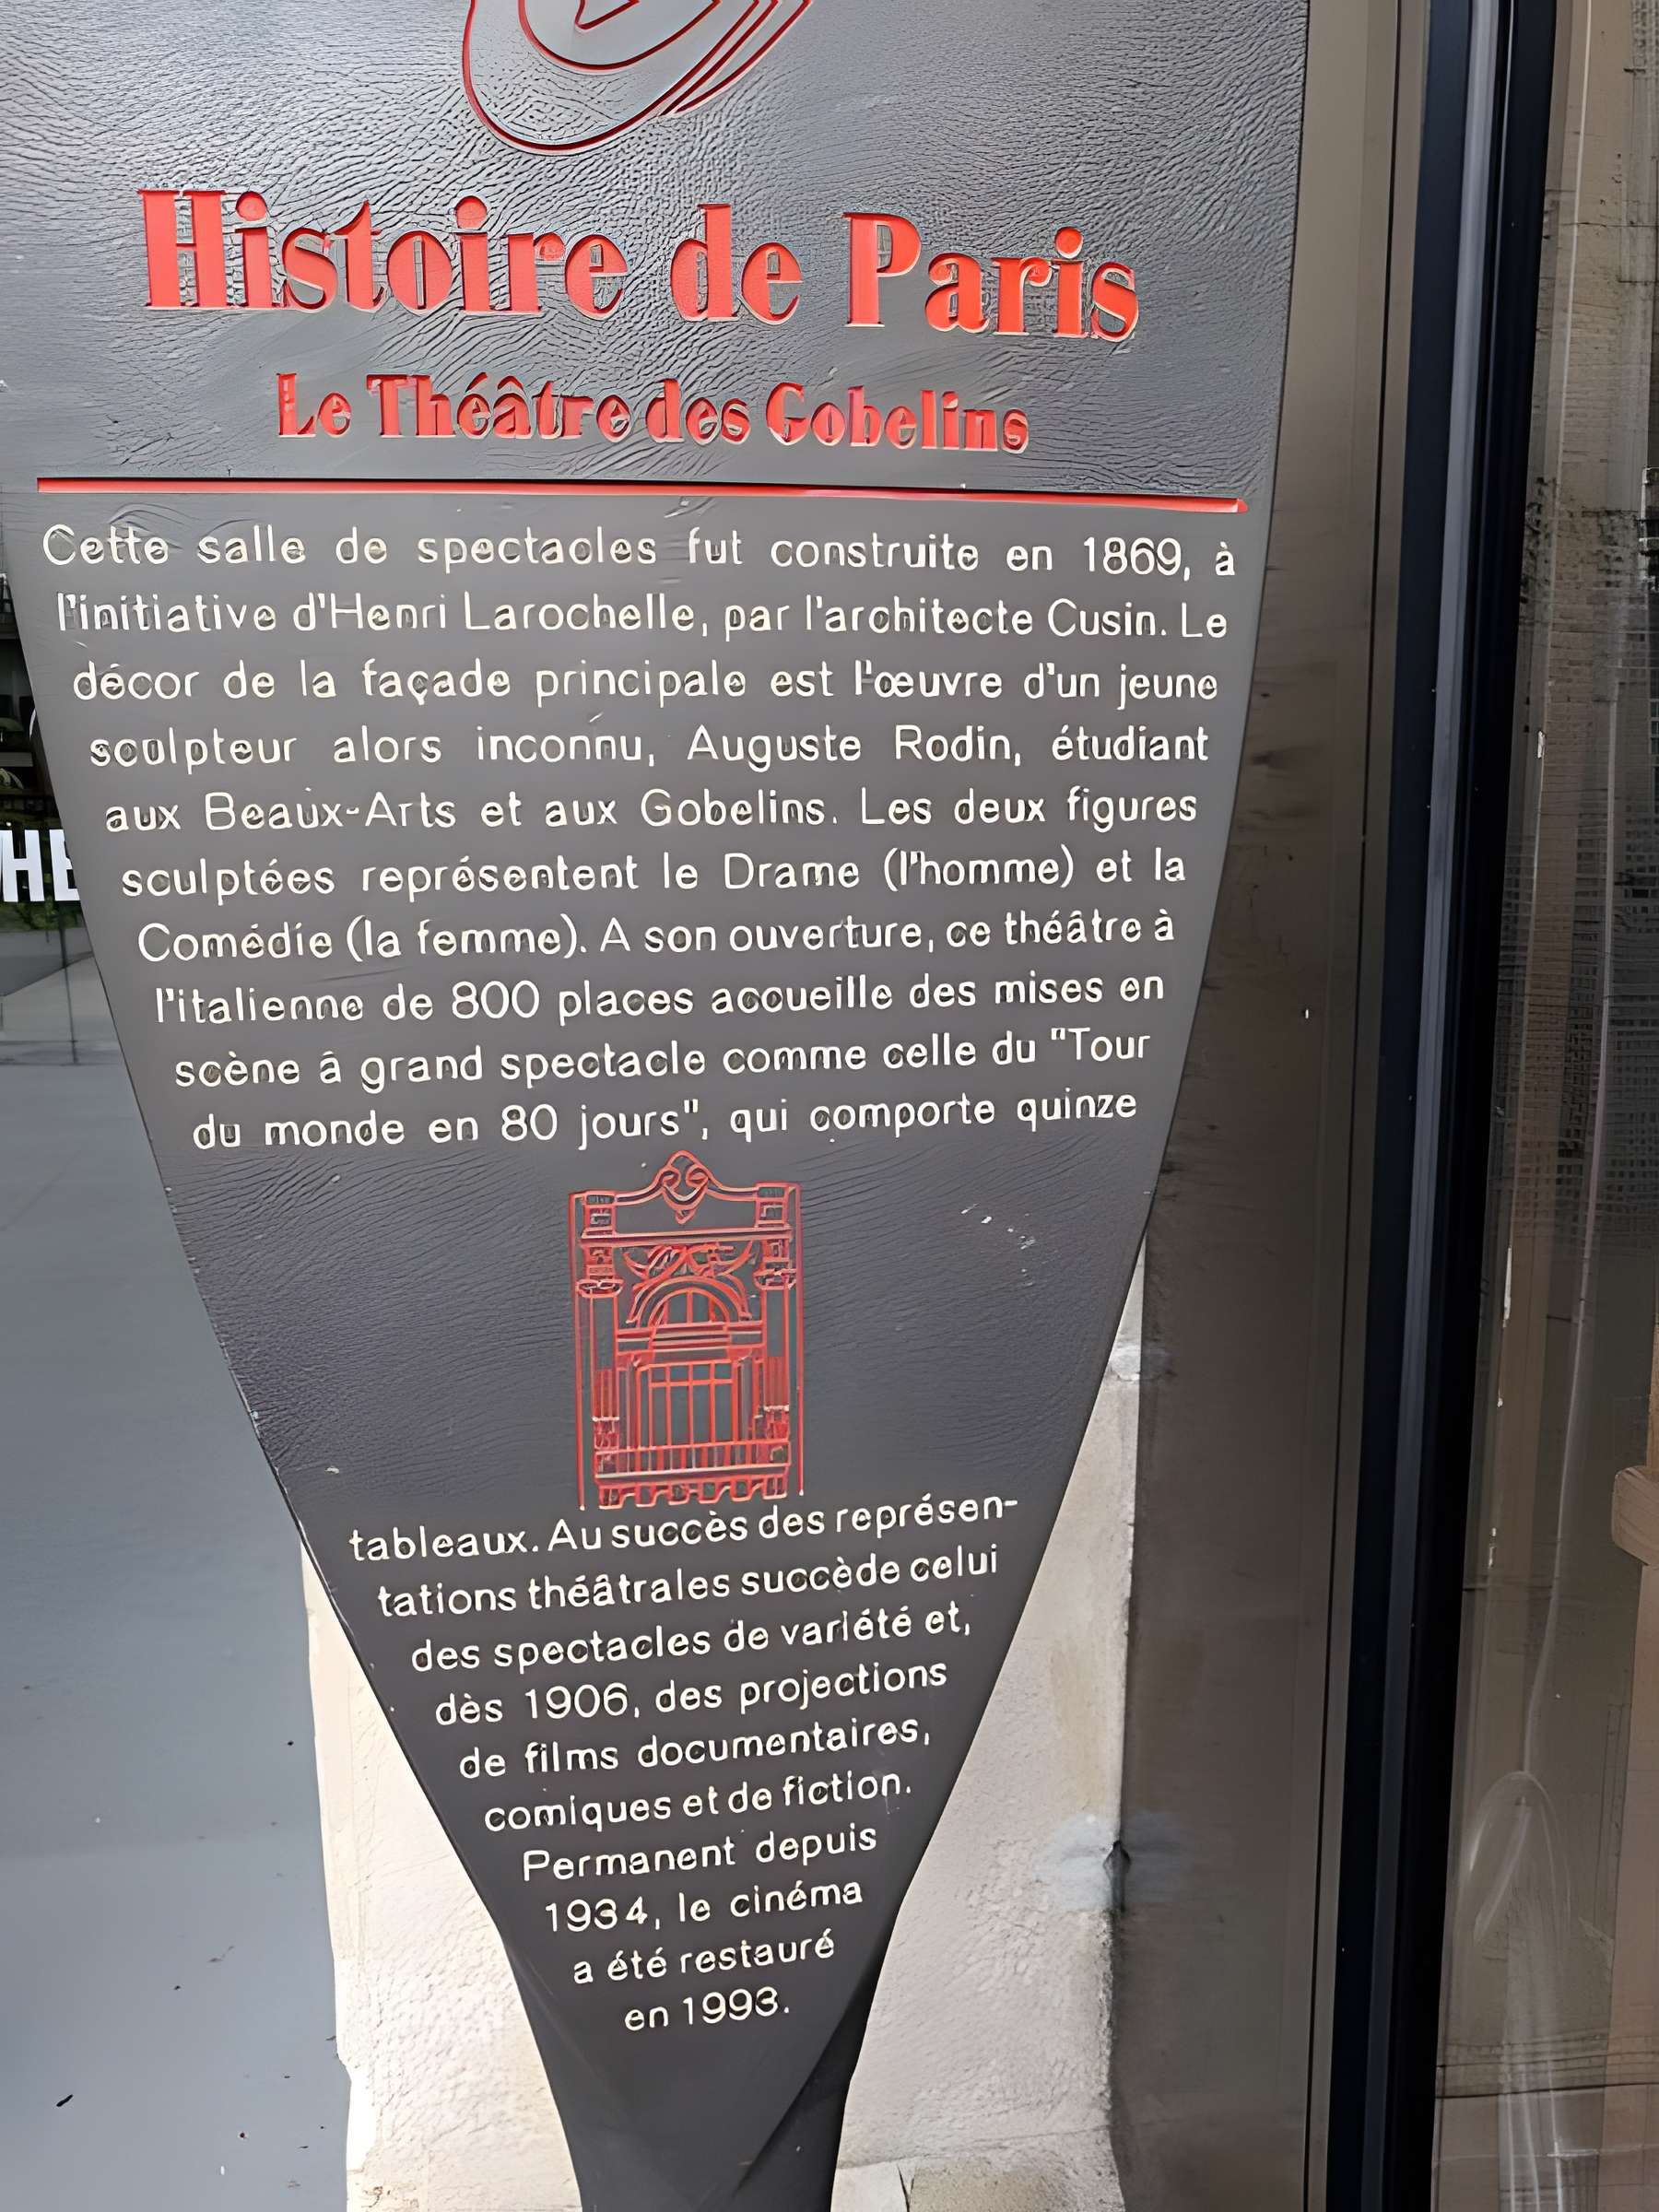 Histoire de Paris
Le Théâtre des Gobelins
Cette salle de spectacles fut construite en 1869, à
l'initiative d'Henri Larochelle, par l'architecte Cusin. Le
décor de la façade principale est l'œuvre d'un jeune
sculpteur alors inconnu, Auguste Rodin, étudiant
aux Beaux-Arts et aux Gobelins. Les deux figures
sculptées représentent le Drame (l'homme) et la
Comédie (la femme). A son ouverture, ce théâtre à
l'italienne de 800 places accueille des mises en
scène à grand spectacle comme celle du "Tour
du monde en 80 jours", qui comporte quinze
tableaux. Au succès des représen-
tations théâtrales succède celui
des spectacles de variété et,
dès 1906, des projections
de films documentaires,
comiques et de fiction.
Permanent depuis
1934, le cinéma
a été restauré
en 1993.